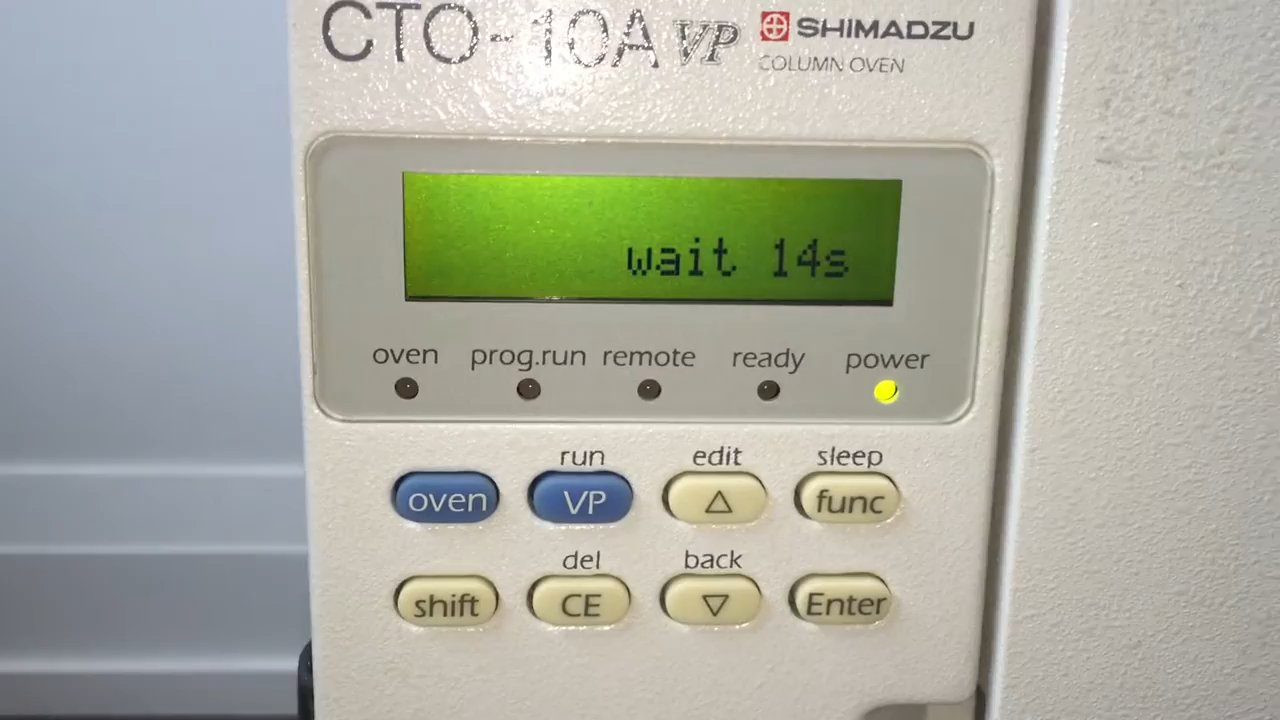 CTO-10A VP SHIMADZU
COLUMN OVEN
wait 14s
oven prog.run remote ready power
run edit sleep
oven VP △ func
del back
shift CE ▽ Enter